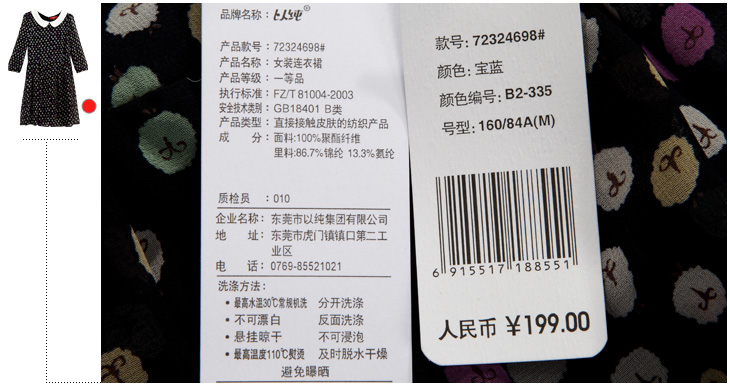 品牌名称：以纯®
产品款号：72324698#
产品名称：女装连衣裙
产品等级：一等品
执行标准：FZ/T 81004-2003
安全技术类别：GB18401 B类
产品类型：直接接触皮肤的纺织产品
成 分：面料:100%聚酯纤维
里料:86.7%锦纶 13.3%氨纶
质检员 ：010
企业名称：东莞市以纯集团有限公司
地 址：东莞市虎门镇镇口第二工
业区
电 话：0769-85521021
洗涤方法：
• 最高水温30℃常规机洗 分开洗涤
• 不可漂白 反面洗涤
• 悬挂晾干 不可浸泡
• 最高温度110℃熨烫 及时脱水干燥
避免曝晒
款号：72324698#
颜色：宝蓝
颜色编号：B2-335
号型：160/84A(M)
6 915517 188551
人民币 ¥199.00